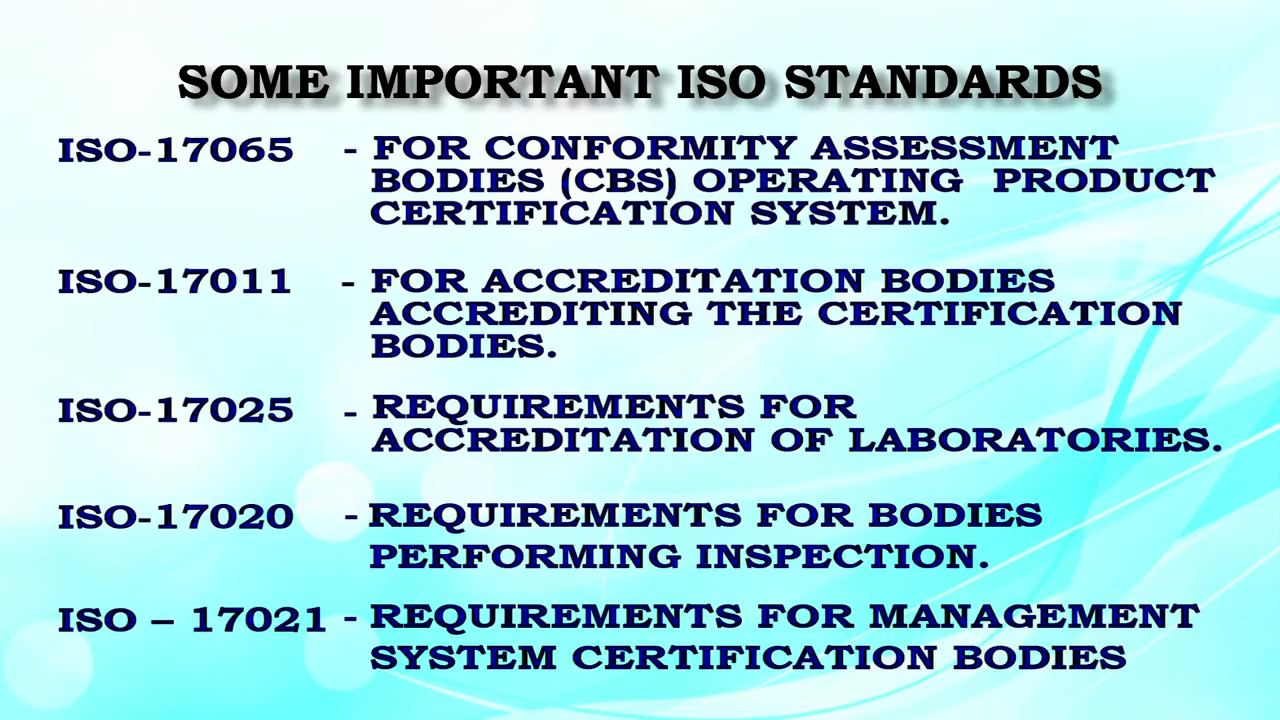 SOME IMPORTANT ISO STANDARDS
ISO-17065 - FOR CONFORMITY ASSESSMENT
BODIES (CBS) OPERATING PRODUCT
CERTIFICATION SYSTEM.
ISO-17011 - FOR ACCREDITATION BODIES
ACCREDITING THE CERTIFICATION
BODIES.
ISO-17025 - REQUIREMENTS FOR
ACCREDITATION OF LABORATORIES.
ISO-17020 - REQUIREMENTS FOR BODIES
PERFORMING INSPECTION.
ISO – 17021 - REQUIREMENTS FOR MANAGEMENT
SYSTEM CERTIFICATION BODIES